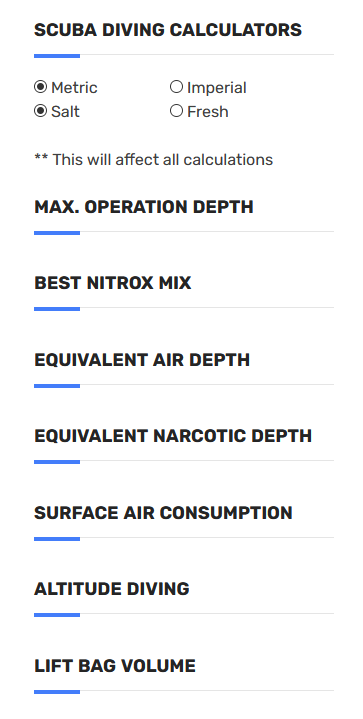 SCUBA DIVING CALCULATORS
Metric Imperial
Salt Fresh
** This will affect all calculations
MAX. OPERATION DEPTH
BEST NITROX MIX
EQUIVALENT AIR DEPTH
EQUIVALENT NARCOTIC DEPTH
SURFACE AIR CONSUMPTION
ALTITUDE DIVING
LIFT BAG VOLUME